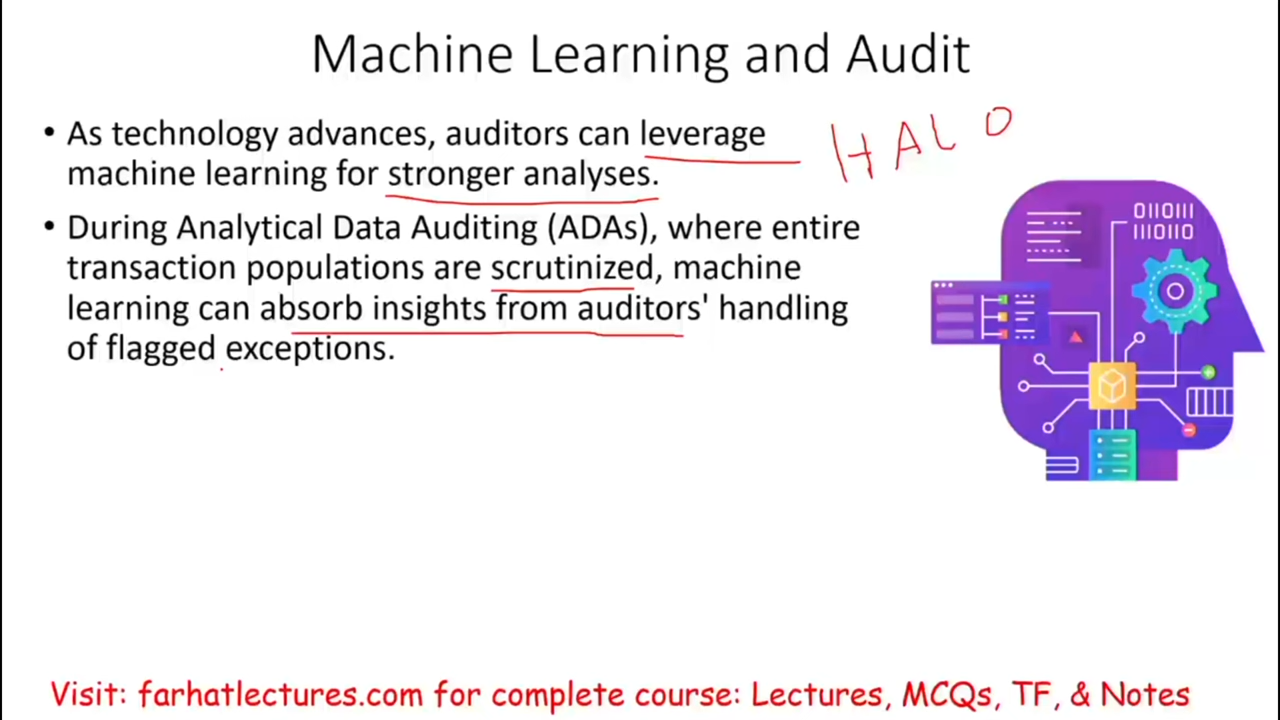 Machine Learning and Audit
• As technology advances, auditors can leverage
machine learning for stronger analyses.
HALO
• During Analytical Data Auditing (ADAs), where entire
transaction populations are scrutinized, machine
learning can absorb insights from auditors' handling
of flagged exceptions.
0110111
1110110
Visit: farhatlectures.com for complete course: Lectures, MCQs, TF, & Notes